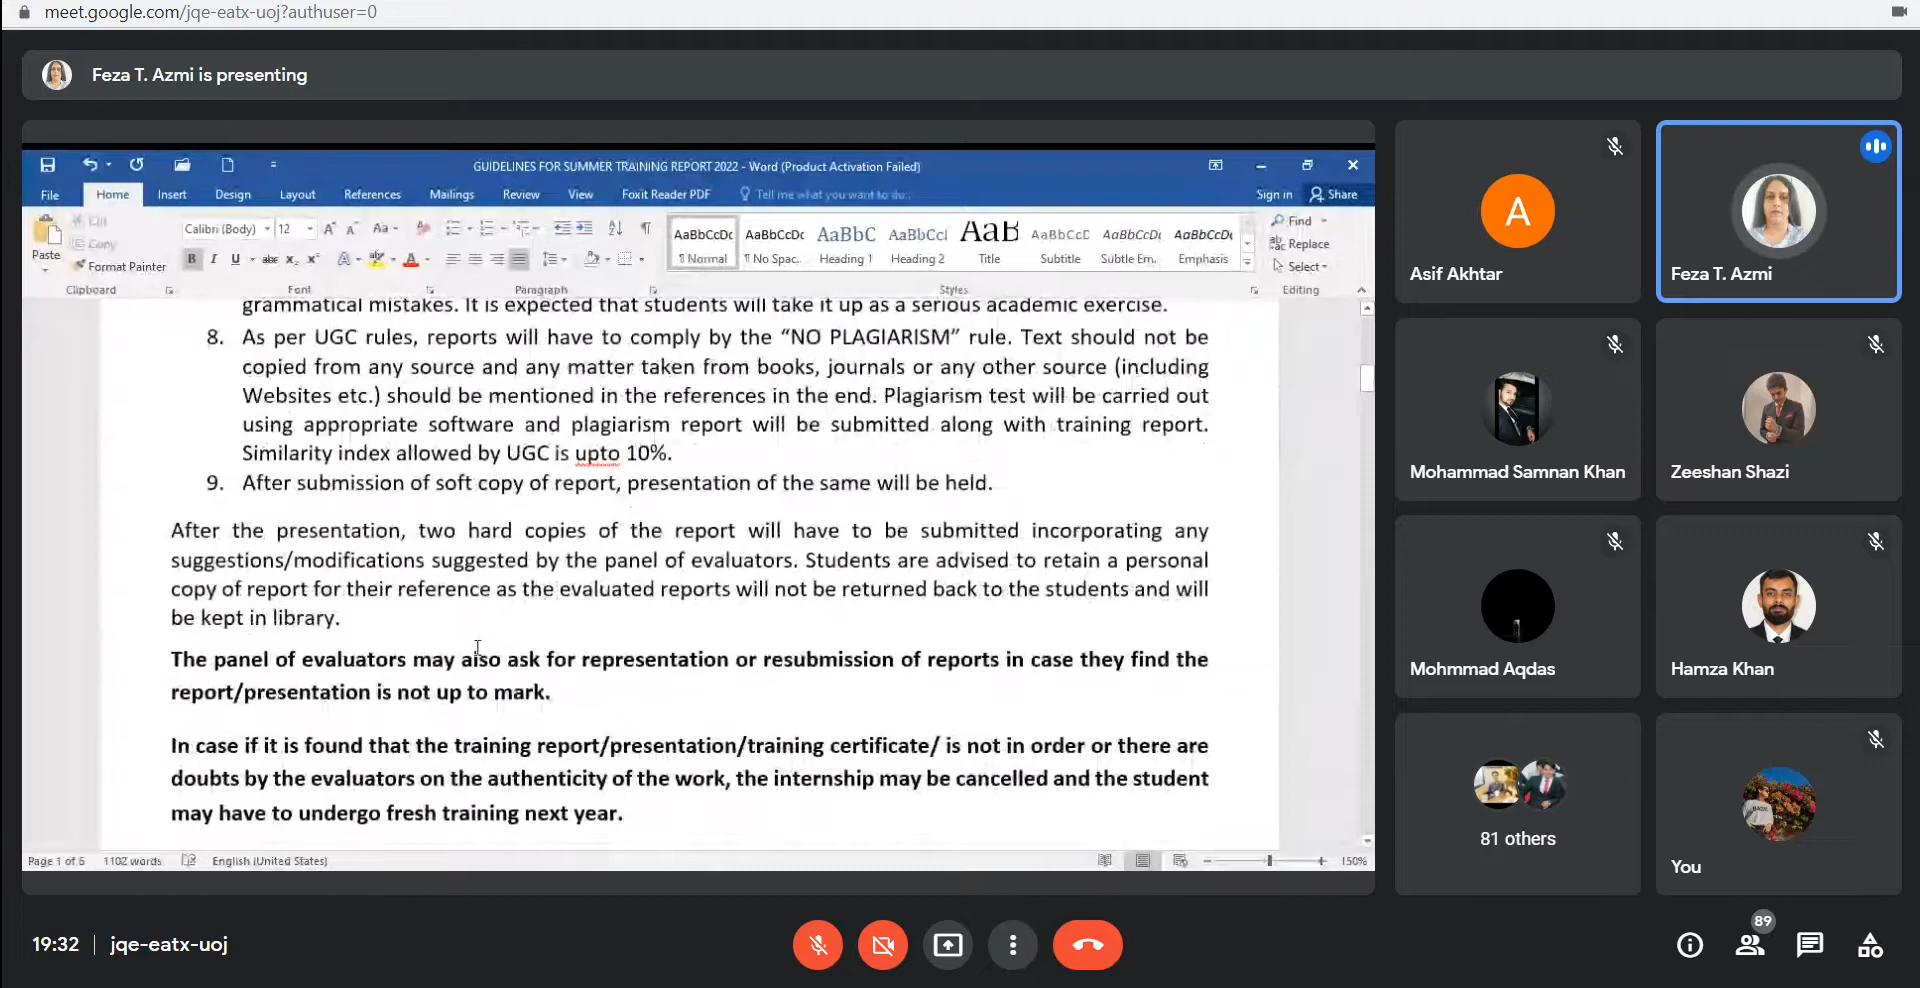 meet.google.com/jqe-eatx-uoj?authuser=0
Feza T. Azmi is presenting
GUIDELINES FOR SUMMER TRAINING REPORT 2022 - Word (Product Activation Failed)
File Home Insert Design Layout References Mailings Review View Foxit Reader PDF Tell me what you want to do... Sign in Share
Cut
Copy
Paste
Format Painter
Clipboard
Calibri (Body) 12
Font
Paragraph
AaBbCcDc AaBbCcDc AaBbC AaBbCcI AaB AaBbCcD AaBbCcDı AaBbCcDı
¶ Normal ¶ No Spac... Heading 1 Heading 2 Title Subtitle Subtle Em... Emphasis
Styles
Find
Replace
Select
Editing
grammatical mistakes. It is expected that students will take it up as a serious academic exercise.
8. As per UGC rules, reports will have to comply by the “NO PLAGIARISM” rule. Text should not be
copied from any source and any matter taken from books, journals or any other source (including
Websites etc.) should be mentioned in the references in the end. Plagiarism test will be carried out
using appropriate software and plagiarism report will be submitted along with training report.
Similarity index allowed by UGC is upto 10%.
9. After submission of soft copy of report, presentation of the same will be held.
After the presentation, two hard copies of the report will have to be submitted incorporating any
suggestions/modifications suggested by the panel of evaluators. Students are advised to retain a personal
copy of report for their reference as the evaluated reports will not be returned back to the students and will
be kept in library.
The panel of evaluators may also ask for representation or resubmission of reports in case they find the
report/presentation is not up to mark.
In case if it is found that the training report/presentation/training certificate/ is not in order or there are
doubts by the evaluators on the authenticity of the work, the internship may be cancelled and the student
may have to undergo fresh training next year.
Page 1 of 6 1102 words English (United States) 150%
A
Asif Akhtar
Feza T. Azmi
Mohammad Samnan Khan
Zeeshan Shazi
Mohmmad Aqdas
Hamza Khan
81 others
You
19:32 | jqe-eatx-uoj
89